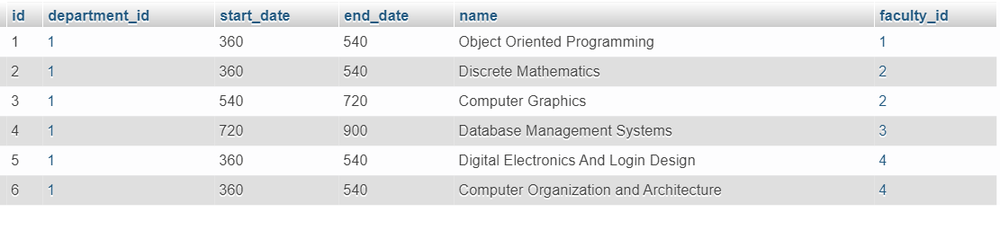 id department_id start_date end_date name faculty_id
1 1 360 540 Object Oriented Programming 1
2 1 360 540 Discrete Mathematics 2
3 1 540 720 Computer Graphics 2
4 1 720 900 Database Management Systems 3
5 1 360 540 Digital Electronics And Login Design 4
6 1 360 540 Computer Organization and Architecture 4